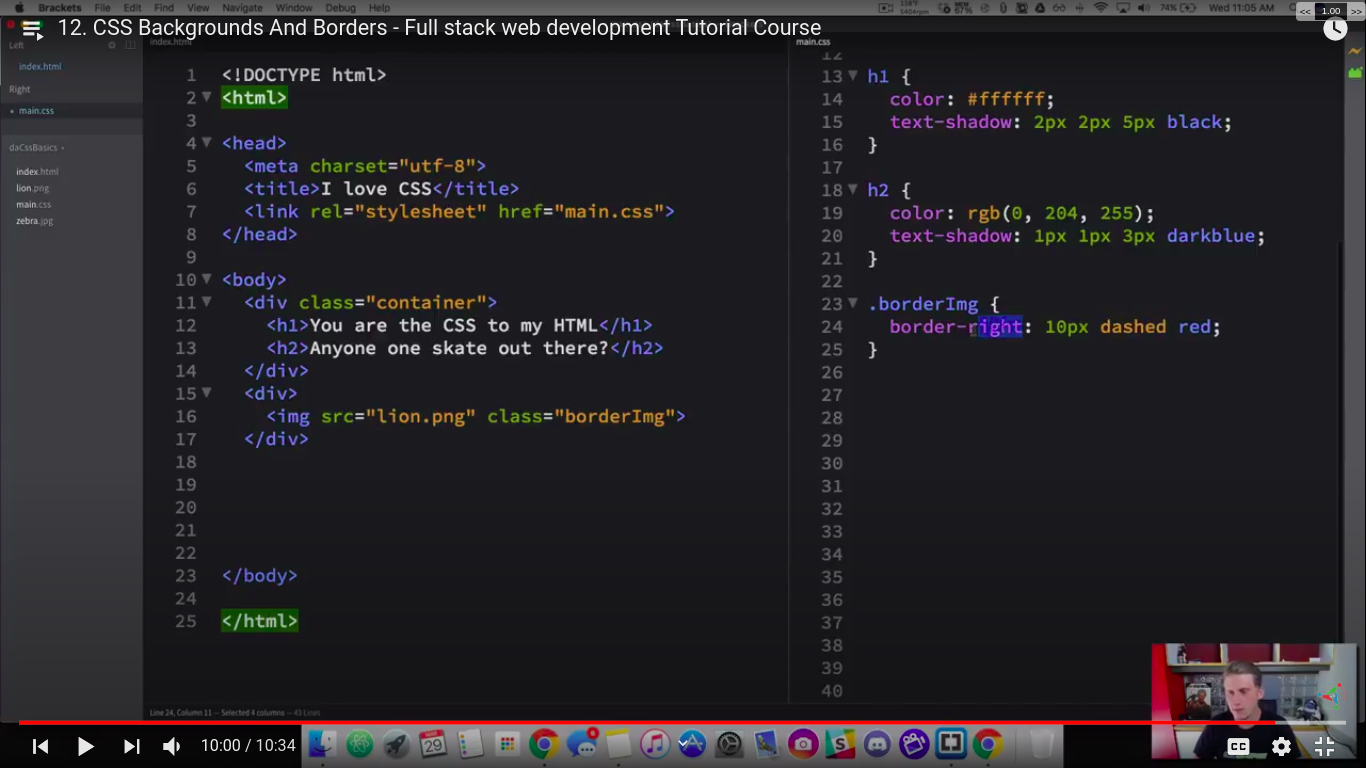 Brackets File Edit Find View Navigate Window Debug Help
74% Wed 11:05 AM
<< 1.00 >>
12. CSS Backgrounds And Borders - Full stack web development Tutorial Course
Left
index.html
Right
main.css
daCssBasics
index.html
lion.png
main.css
zebra.jpg
index.html
1 <!DOCTYPE html>
2 <html>
3
4 <head>
5 <meta charset="utf-8">
6 <title>I love CSS</title>
7 <link rel="stylesheet" href="main.css">
8 </head>
9
10 <body>
11 <div class="container">
12 <h1>You are the CSS to my HTML</h1>
13 <h2>Anyone one skate out there?</h2>
14 </div>
15 <div>
16 <img src="lion.png" class="borderImg">
17 </div>
18
19
20
21
22
23 </body>
24
25 </html>
main.css
12
13 h1 {
14 color: #ffffff;
15 text-shadow: 2px 2px 5px black;
16 }
17
18 h2 {
19 color: rgb(0, 204, 255);
20 text-shadow: 1px 1px 3px darkblue;
21 }
22
23 .borderImg {
24 border-right: 10px dashed red;
25 }
26
27
28
29
30
31
32
33
34
35
36
37
38
39
40
Line 24, Column 11 — Selected 4 columns — 43 Lines
10:00 / 10:34
29
CC